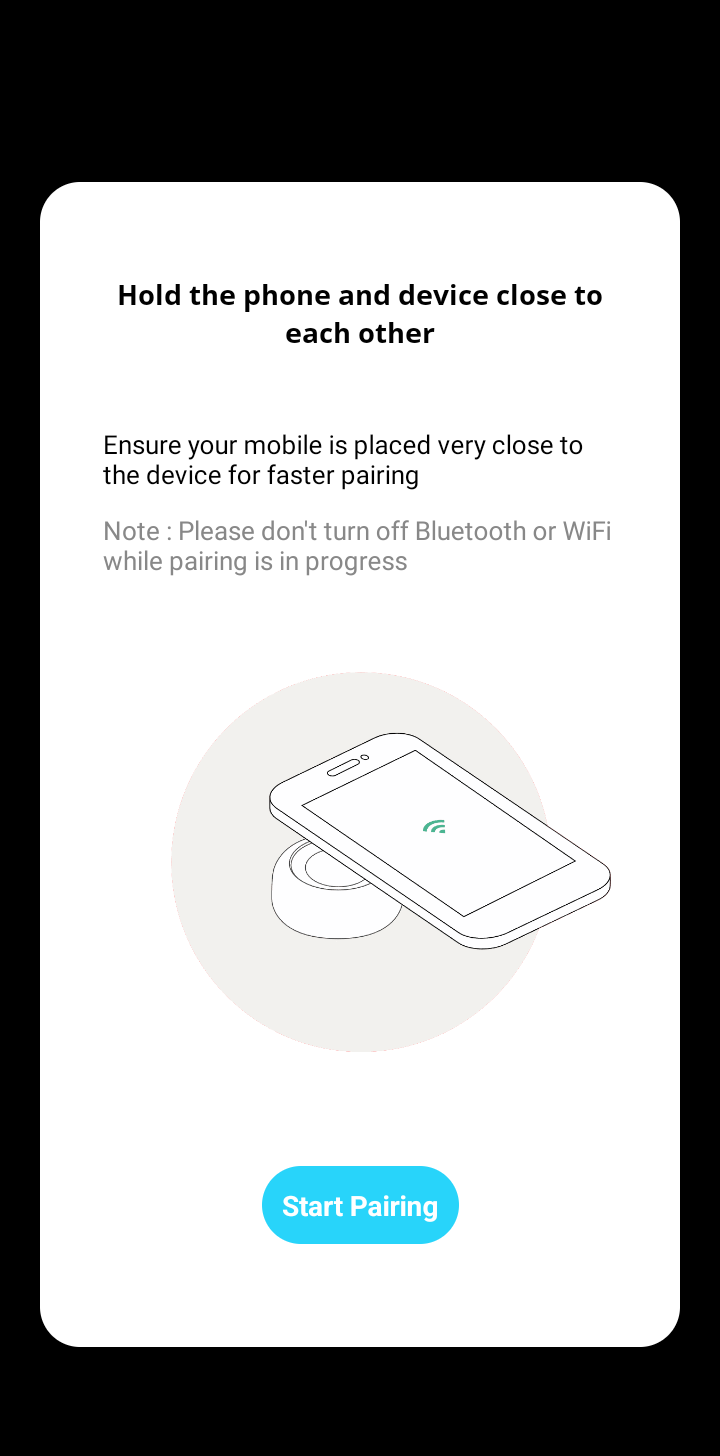 Hold the phone and device close to
each other
Ensure your mobile is placed very close to
the device for faster pairing
Note : Please don't turn off Bluetooth or WiFi
while pairing is in progress
Start Pairing